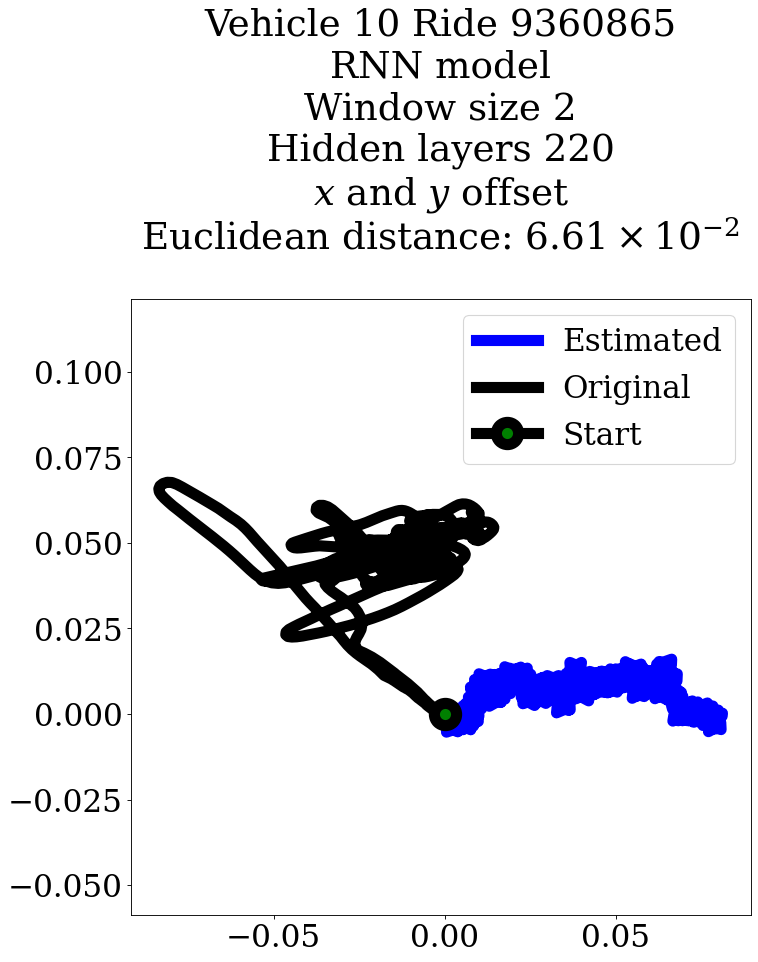 Vehicle 10 Ride 9360865
RNN model
Window size 2
Hidden layers 220
x and y offset
Euclidean distance: 6.61 × 10⁻²
Estimated
Original
Start
0.100
0.075
0.050
0.025
0.000
−0.025
−0.050
−0.05 0.00 0.05